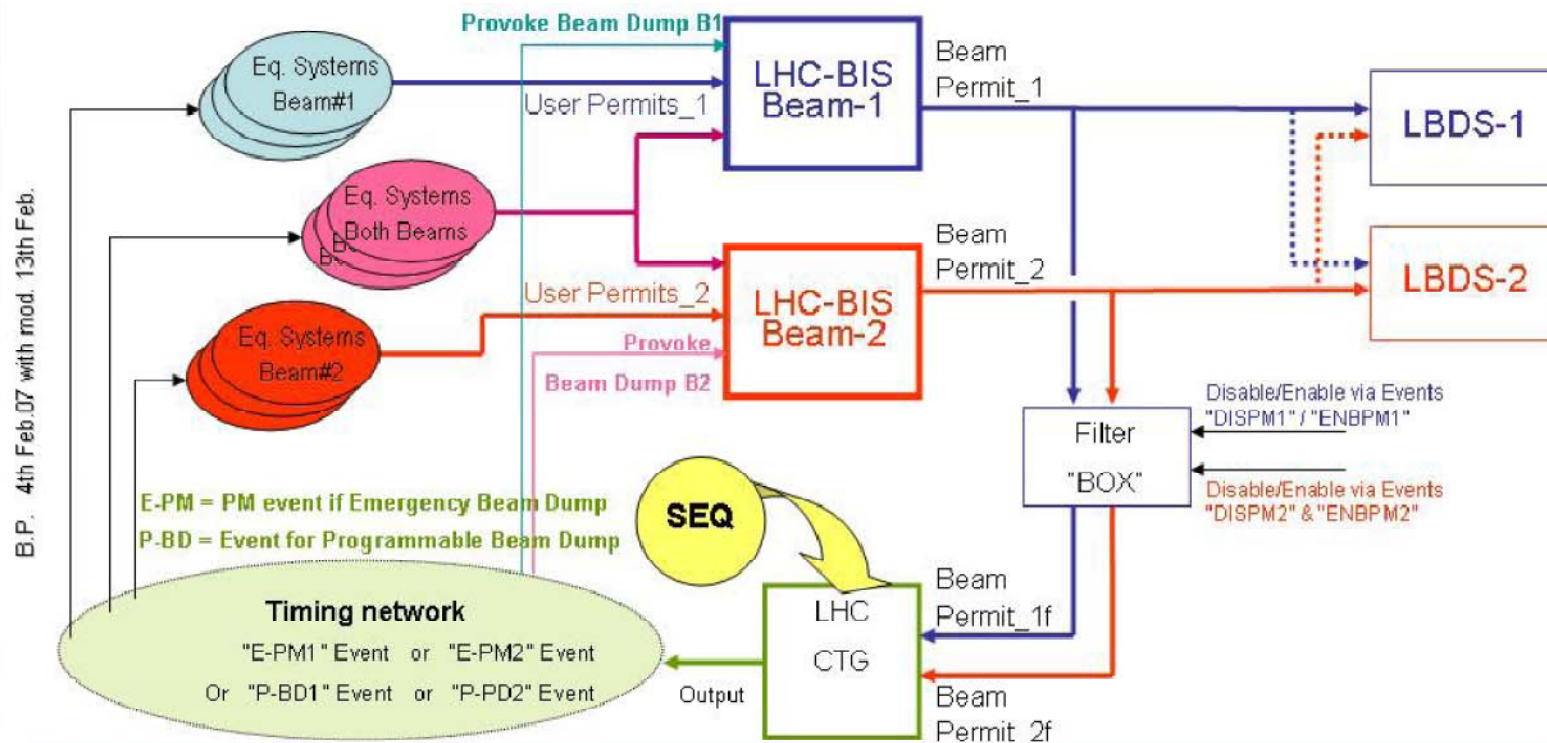 B.P. 4th Feb.07 with mod. 13th Feb.
Provoke Beam Dump B1
Eq. Systems
Beam#1
User Permits_1
LHC-BIS
Beam-1
Beam
Permit_1
LBDS-1
Eq. Systems
Both Beams
User Permits_2
LHC-BIS
Beam-2
Beam
Permit_2
LBDS-2
Eq. Systems
Beam#2
Provoke
Beam Dump B2
Filter
"BOX"
Disable/Enable via Events
"DISPM1" / "ENBPM1"
Disable/Enable via Events
"DISPM2" & "ENBPM2"
E-PM = PM event if Emergency Beam Dump
P-BD = Event for Programmable Beam Dump
SEQ
Timing network
"E-PM1" Event or "E-PM2" Event
Or "P-BD1" Event or "P-PD2" Event
Output
LHC
CTG
Beam
Permit_1f
Beam
Permit_2f